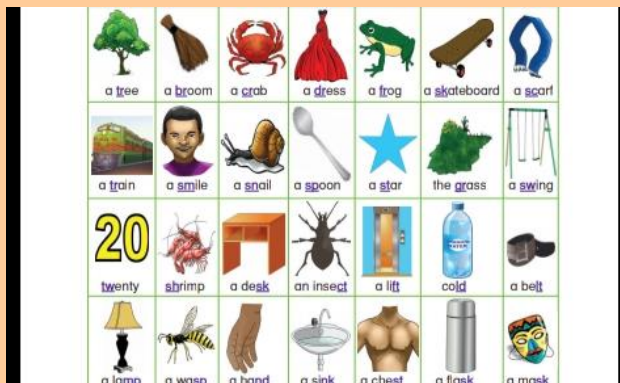 a tree a broom a crab a dress a frog a skateboard a scarf
a train a smile a snail a spoon a star the grass a swing
20
twenty shrimp a desk an insect a lift cold a belt
a lamp a wasp a hand a sink a chest a flask a mask